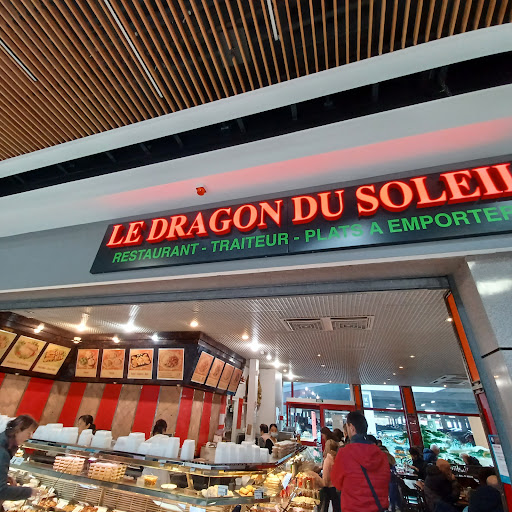 LE DRAGON DU SOLEIL
RESTAURANT - TRAITEUR - PLATS A EMPORTER